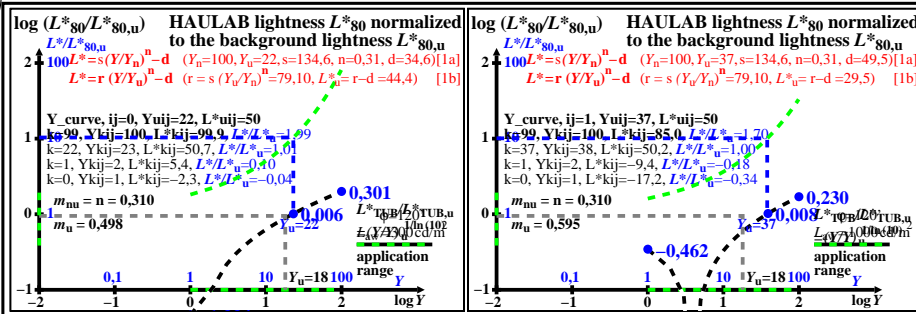 log (L*80/L*80,u)
HAULAB lightness L*80 normalized
to the background lightness L*80,u
L*/L*80,u
L*=s(Y/Yn)n−d (Yn=100, Yu=22, s=134,6, n=0,31, d=34,6)[1a]
L*=r (Y/Yu)n−d (r = s (Yu/Yn)n=79,10, L*u= r−d =44,4) [1b]
2
100
Y_curve, ij=0, Yuij=22, L*uij=50
k=99, Ykij=100, L*kij=99,9, L*/L*u=1,99
k=22, Ykij=23, L*kij=50,7, L*/L*u=1,01
k=1, Ykij=2, L*kij=5,4, L*/L*u=0,10
k=0, Ykij=1, L*kij=−2,3, L*/L*u=−0,04
1
10
mnu = n = 0,310
mu = 0,498
0
1
0,301
0,006
Yu=22
L*TUB/L*TUB,u
application
range
Yu=18
0,1
1
10
100
Y
−1
−2
−1
0
1
2
log Y
log (L*80/L*80,u)
HAULAB lightness L*80 normalized
to the background lightness L*80,u
L*/L*80,u
L*=s(Y/Yn)n−d (Yn=100, Yu=37, s=134,6, n=0,31, d=49,5)[1a]
L*=r (Y/Yu)n−d (r = s (Yu/Yn)n=79,10, L*u= r−d =29,5) [1b]
2
100
Y_curve, ij=1, Yuij=37, L*uij=50
k=99, Ykij=100, L*kij=85,0, L*/L*u=1,70
k=37, Ykij=38, L*kij=50,2, L*/L*u=1,00
k=1, Ykij=2, L*kij=−9,4, L*/L*u=−0,18
k=0, Ykij=1, L*kij=−17,2, L*/L*u=−0,34
1
10
mnu = n = 0,310
mu = 0,595
0
1
0,230
0,008
Yu=37
−0,462
application
range
Yu=18
0,1
1
10
100
Y
−1
−2
−1
0
1
2
log Y